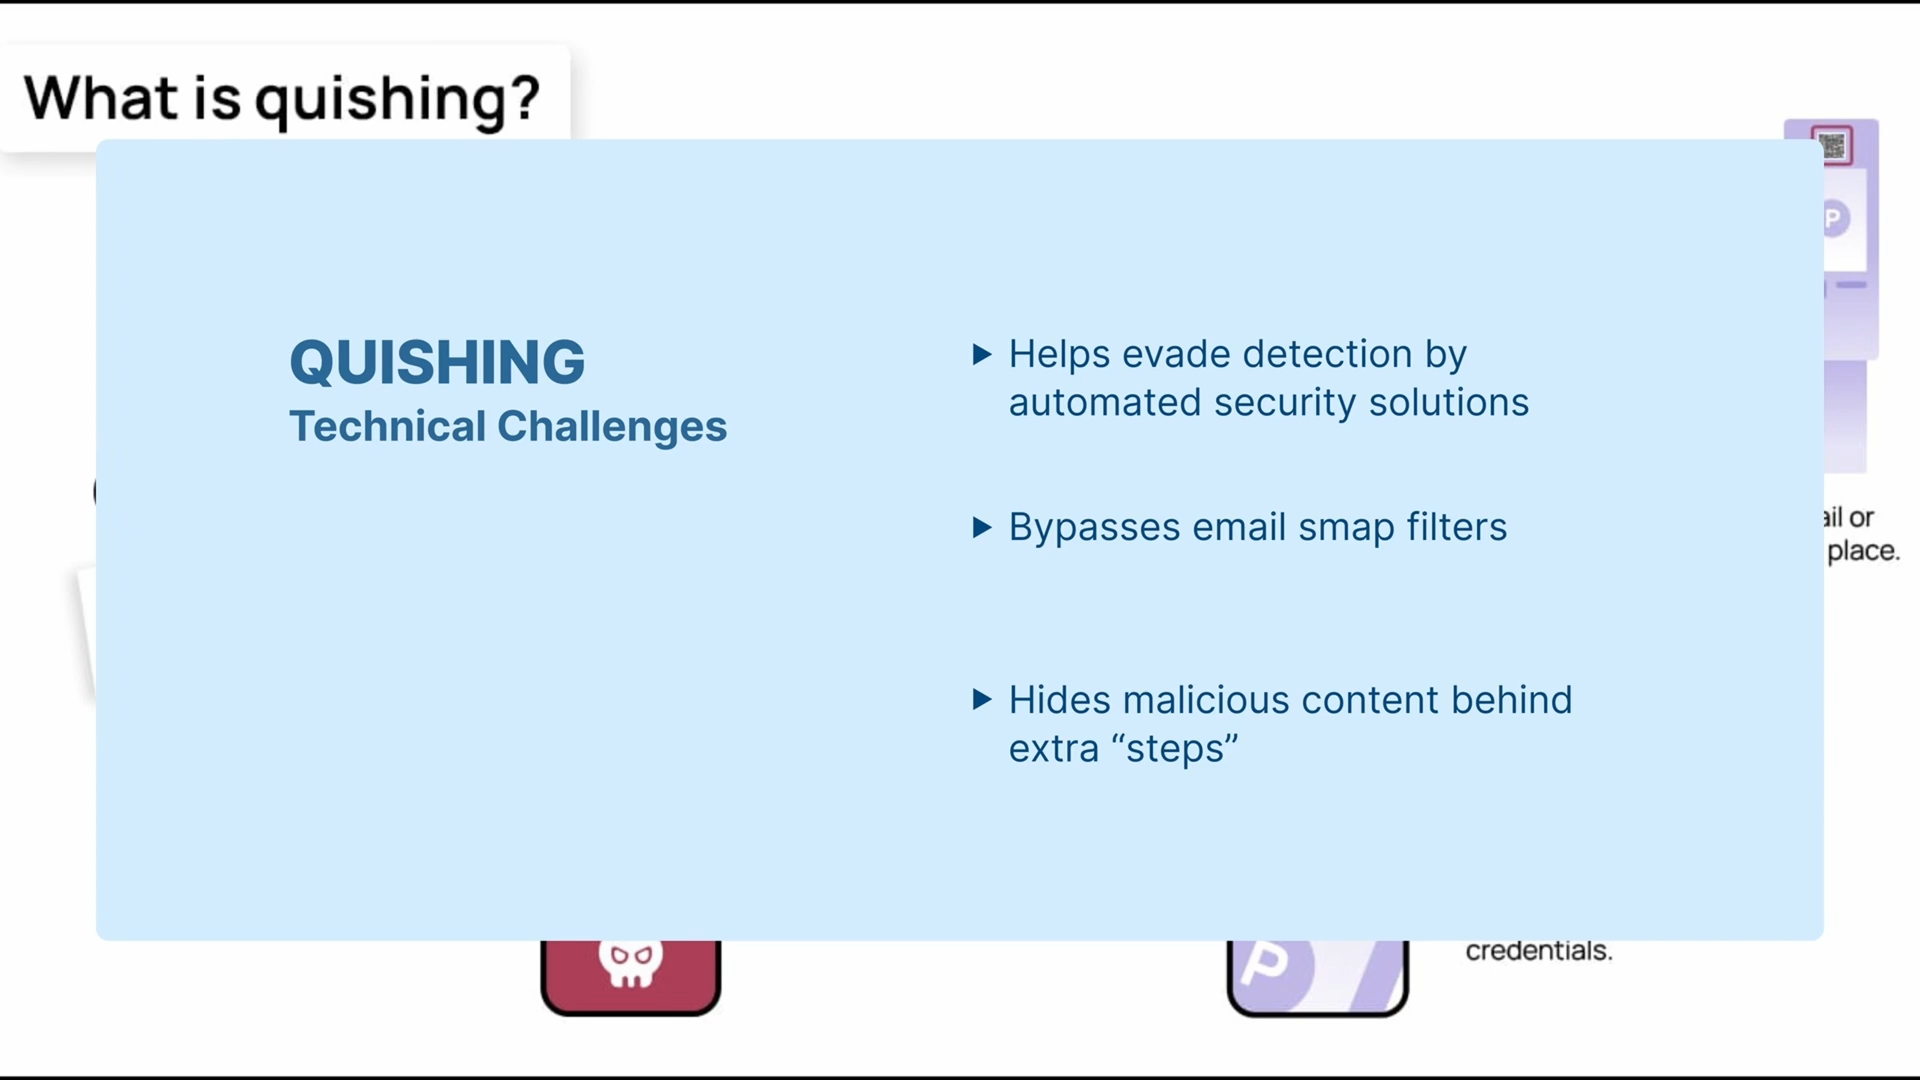 What is quishing?
QUISHING
Technical Challenges
▶ Helps evade detection by
automated security solutions
▶ Bypasses email smap filters
▶ Hides malicious content behind
extra “steps”
P
or
place.
P
credentials.